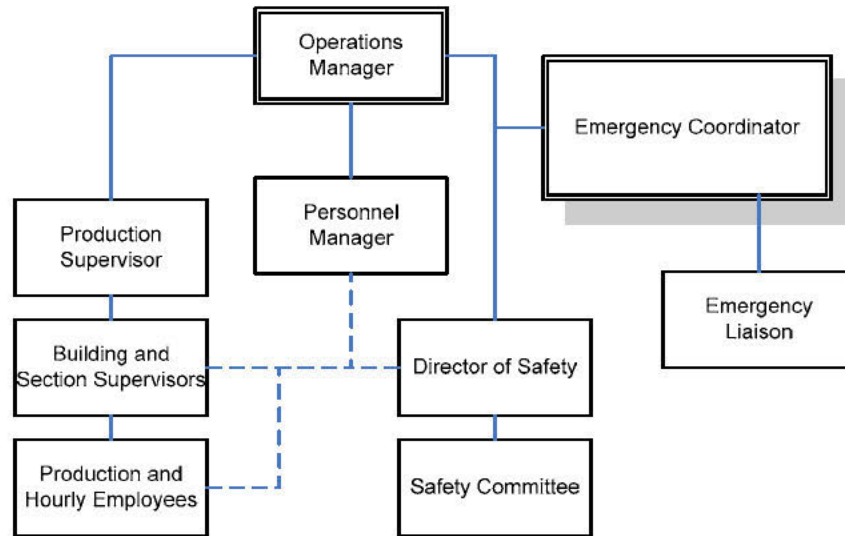 Operations
Manager
Emergency Coordinator
Personnel
Manager
Production
Supervisor
Emergency
Liaison
Building and
Section Supervisors
Director of Safety
Production and
Hourly Employees
Safety Committee